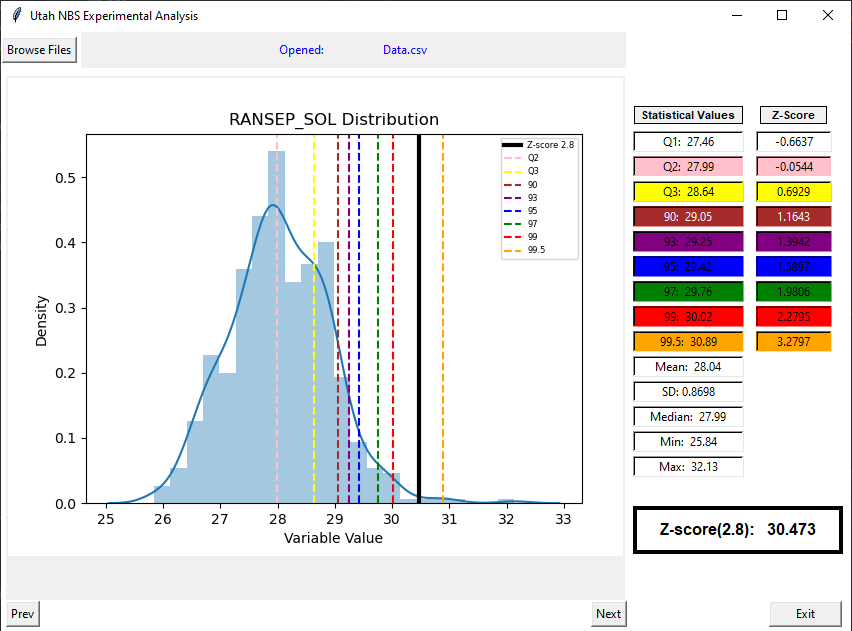 Utah NBS Experimental Analysis
Browse Files
Opened: Data.csv
RANSEP_SOL Distribution
Density
0.5
0.4
0.3
0.2
0.1
0.0
25 26 27 28 29 30 31 32 33
Variable Value
Z-score 2.8
Q2
Q3
90
93
95
97
99
99.5
Statistical Values Z-Score
Q1: 27.46 -0.6637
Q2: 27.99 -0.0544
Q3: 28.64 0.6929
90: 29.05 1.1643
93: 29.25 1.3942
95: 29.42 1.5897
97: 29.76 1.9806
99: 30.02 2.2795
99.5: 30.89 3.2797
Mean: 28.04
SD: 0.8698
Median: 27.99
Min: 25.84
Max: 32.13
Z-score(2.8): 30.473
Prev Next Exit